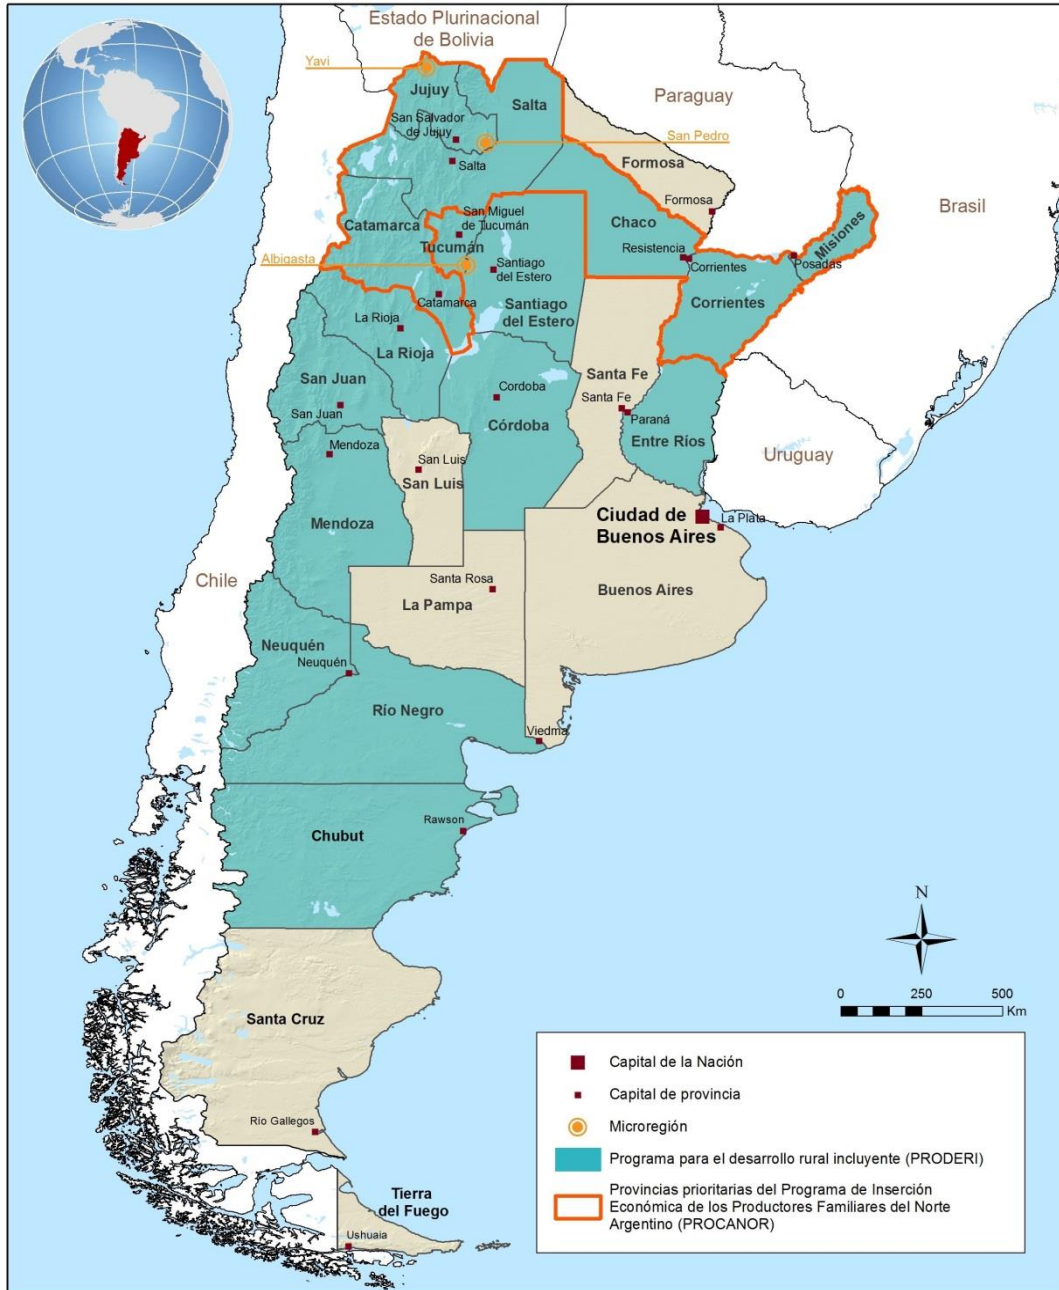 Estado Plurinacional
de Bolivia
Yavi
Jujuy
Salta
Paraguay
San Salvador
de Jujuy
San Pedro
Salta
Formosa
Formosa
Brasil
Catamarca
San Miguel
de Tucumán
Chaco
Misiones
Tucumán
Resistencia
Corrientes
Posadas
Albigasta
Santiago
del Estero
Corrientes
Catamarca
Santiago
del Estero
La Rioja
La Rioja
San Juan
Santa Fe
Cordoba
Santa Fe
San Juan
Paraná
Córdoba
Entre Ríos
Mendoza
San Luis
Uruguay
San Luis
Ciudad de
Buenos Aires
La Plata
Mendoza
Chile
Santa Rosa
La Pampa
Buenos Aires
Neuquén
Neuquén
Río Negro
Viedma
Rawson
Chubut
N
0 250 500
Km
Santa Cruz
Rio Gallegos
Tierra
del Fuego
Ushuaia
Capital de la Nación
Capital de provincia
Microregión
Programa para el desarrollo rural incluyente (PRODERI)
Provincias prioritarias del Programa de Inserción
Económica de los Productores Familiares del Norte
Argentino (PROCANOR)